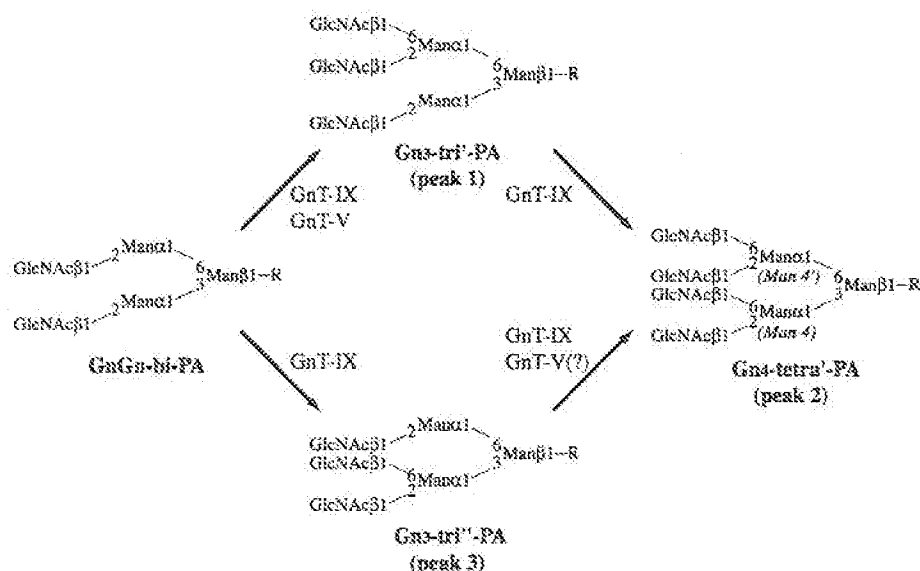 GlcNAcβ1
6
2
Manα1
GlcNAcβ1
6
3
Manβ1-R
GlcNAcβ1
2
Manα1
Gn3-tri'-PA
(peak 1)
GnT-IX
GnT-V
GnT-IX
GlcNAcβ1
2
Manα1
6
3
Manβ1-R
GlcNAcβ1
2
Manα1
GnGn-bi-PA
GlcNAcβ1
6
2
Manα1
(Man 4')
GlcNAcβ1
GlcNAcβ1
6
3
Manβ1-R
6
2
Manα1
(Man 4)
GlcNAcβ1
Gn4-tetra'-PA
(peak 2)
GnT-IX
GnT-IX
GnT-V(?)
GlcNAcβ1
2
Manα1
GlcNAcβ1
6
3
Manβ1-R
6
2
Manα1
GlcNAcβ1
Gn3-tri''-PA
(peak 3)